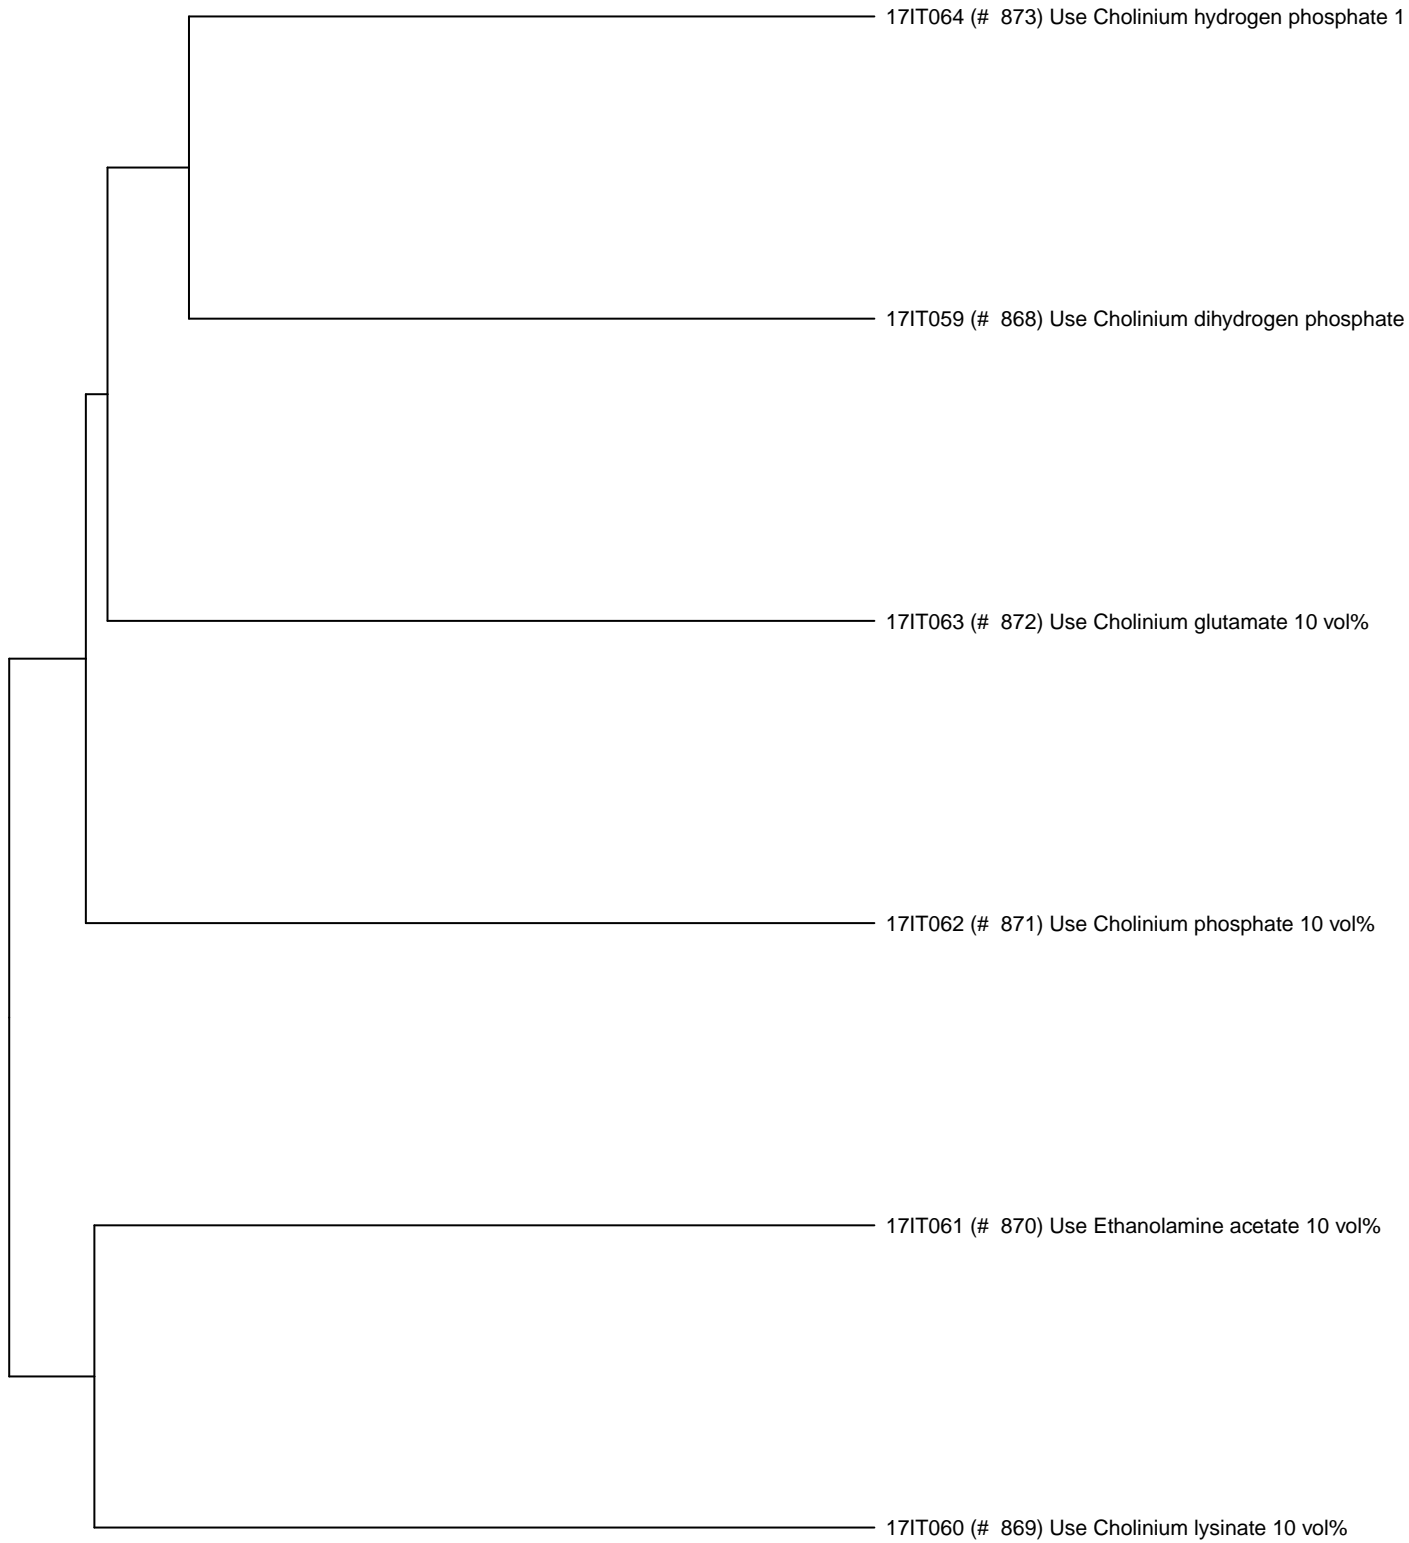 17IT064 (#  873) Use Cholinium hydrogen phosphate 1
17IT059 (#  868) Use Cholinium dihydrogen phosphate
17IT063 (#  872) Use Cholinium glutamate 10 vol%
17IT062 (#  871) Use Cholinium phosphate 10 vol%
17IT061 (#  870) Use Ethanolamine acetate 10 vol%
17IT060 (#  869) Use Cholinium lysinate 10 vol%